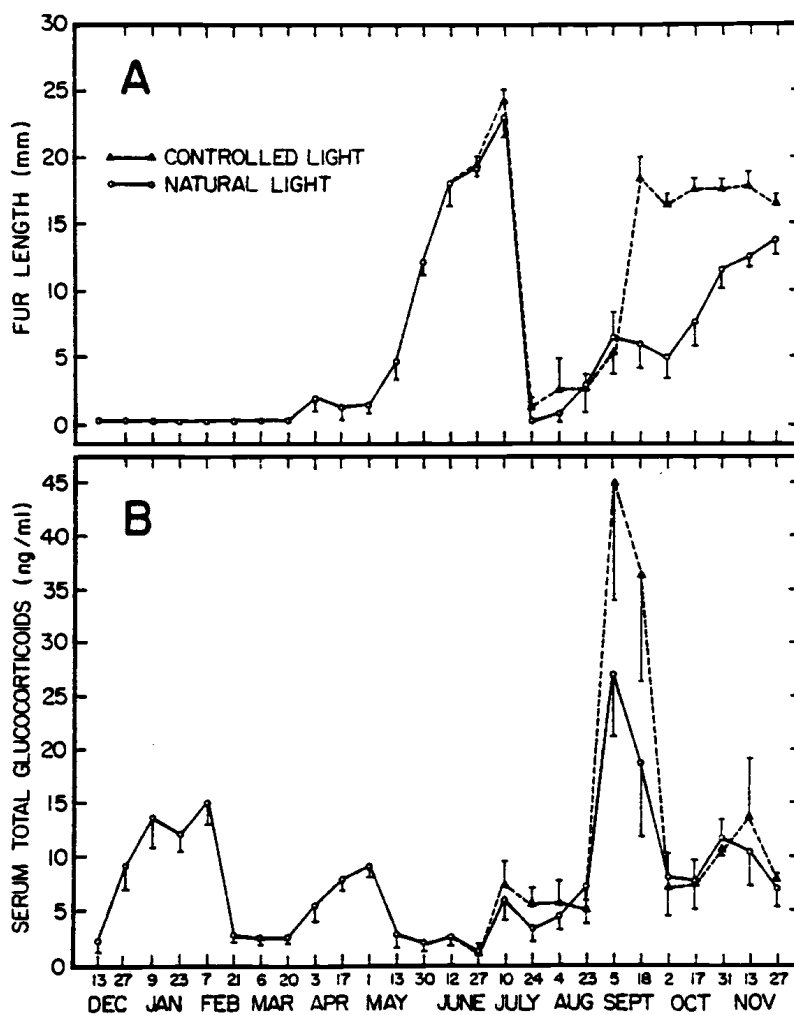 30
A
25
CONTROLLED LIGHT
20
NATURAL LIGHT
15
10
5
0
FUR LENGTH (mm)
B
45
40
35
30
25
20
15
10
5
0
SERUM TOTAL GLUCOCORTICOIDS (ng/ml)
13 27 9 23 7 21 6 20 3 17 1 13 30 12 27 10 24 4 23 5 18 2 17 31 13 27
DEC JAN FEB MAR APR MAY JUNE JULY AUG SEPT OCT NOV